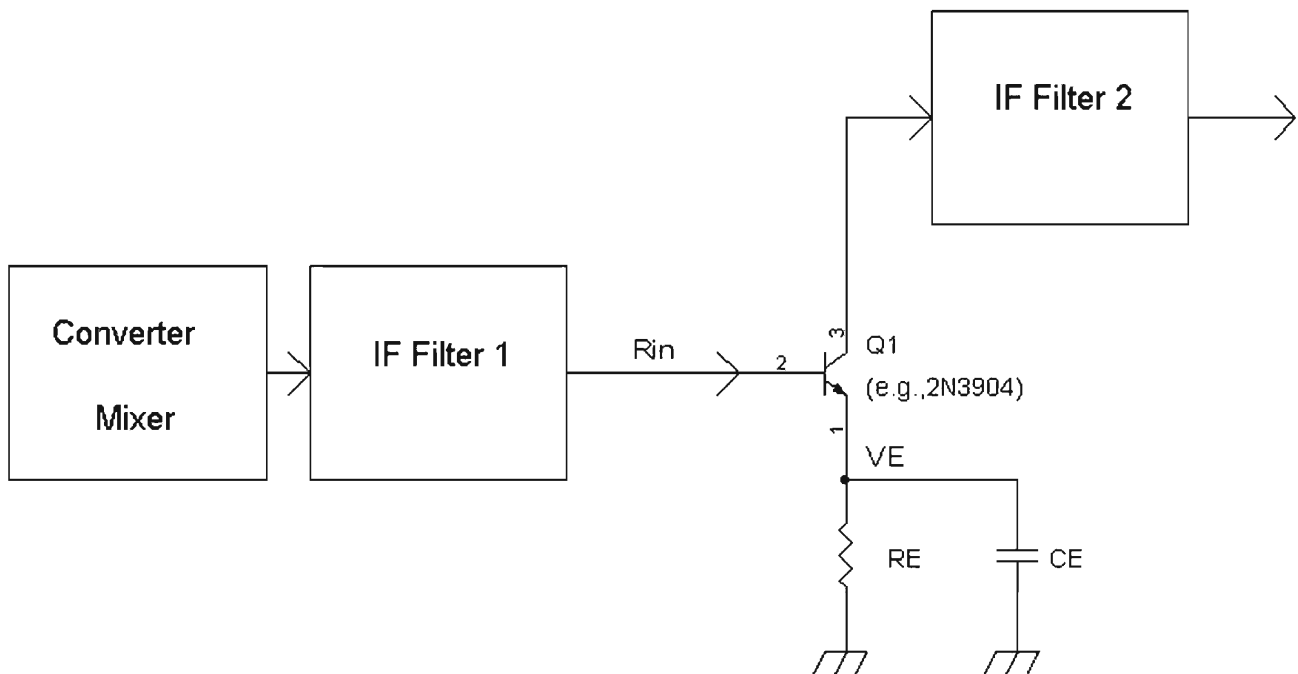 IF Filter 2
Converter
Mixer
IF Filter 1
Rin
2
3
Q1
(e.g.,2N3904)
1
VE
RE
CE